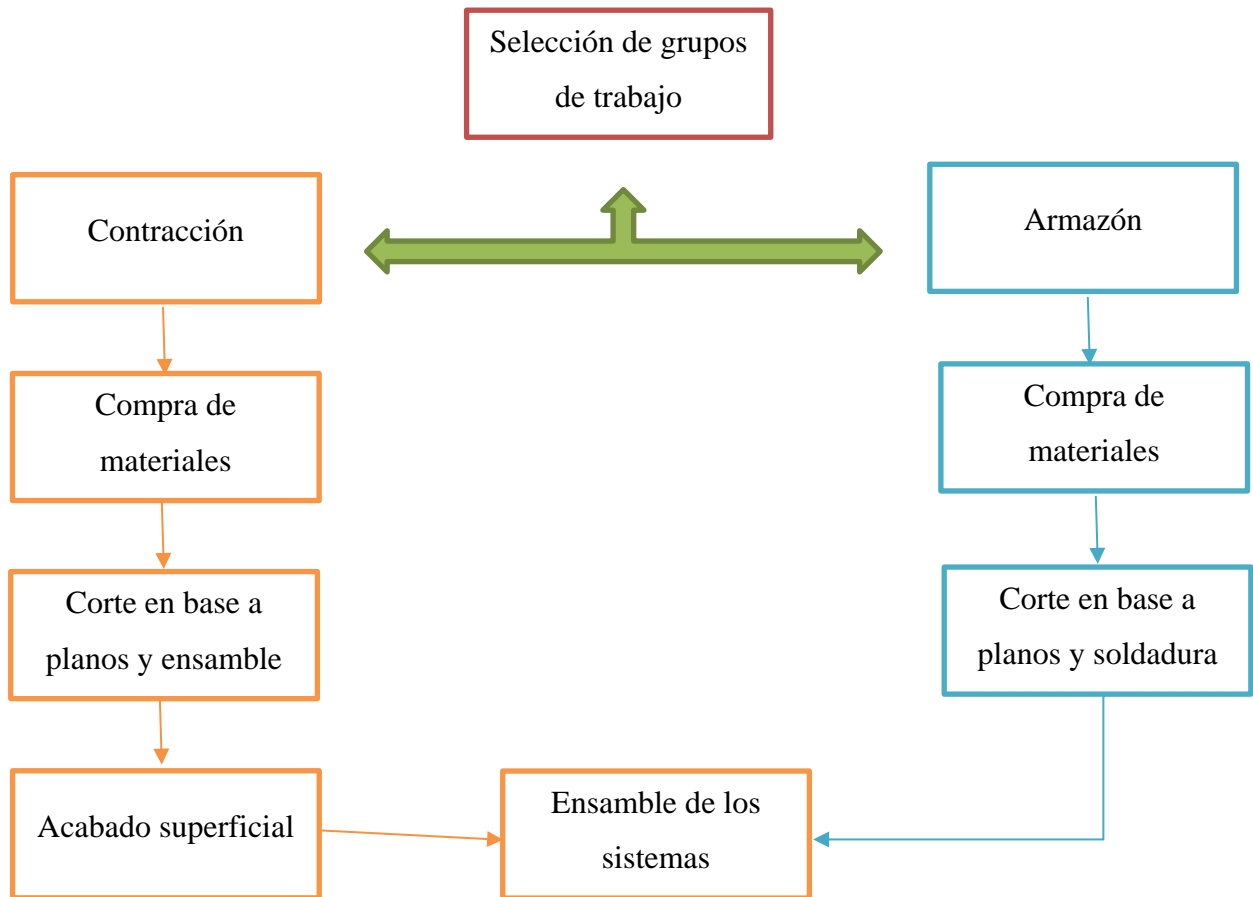 Selección de grupos
de trabajo
Contracción
Armazón
Compra de
materiales
Compra de
materiales
Corte en base a
planos y ensamble
Corte en base a
planos y soldadura
Acabado superficial
Ensamble de los
sistemas